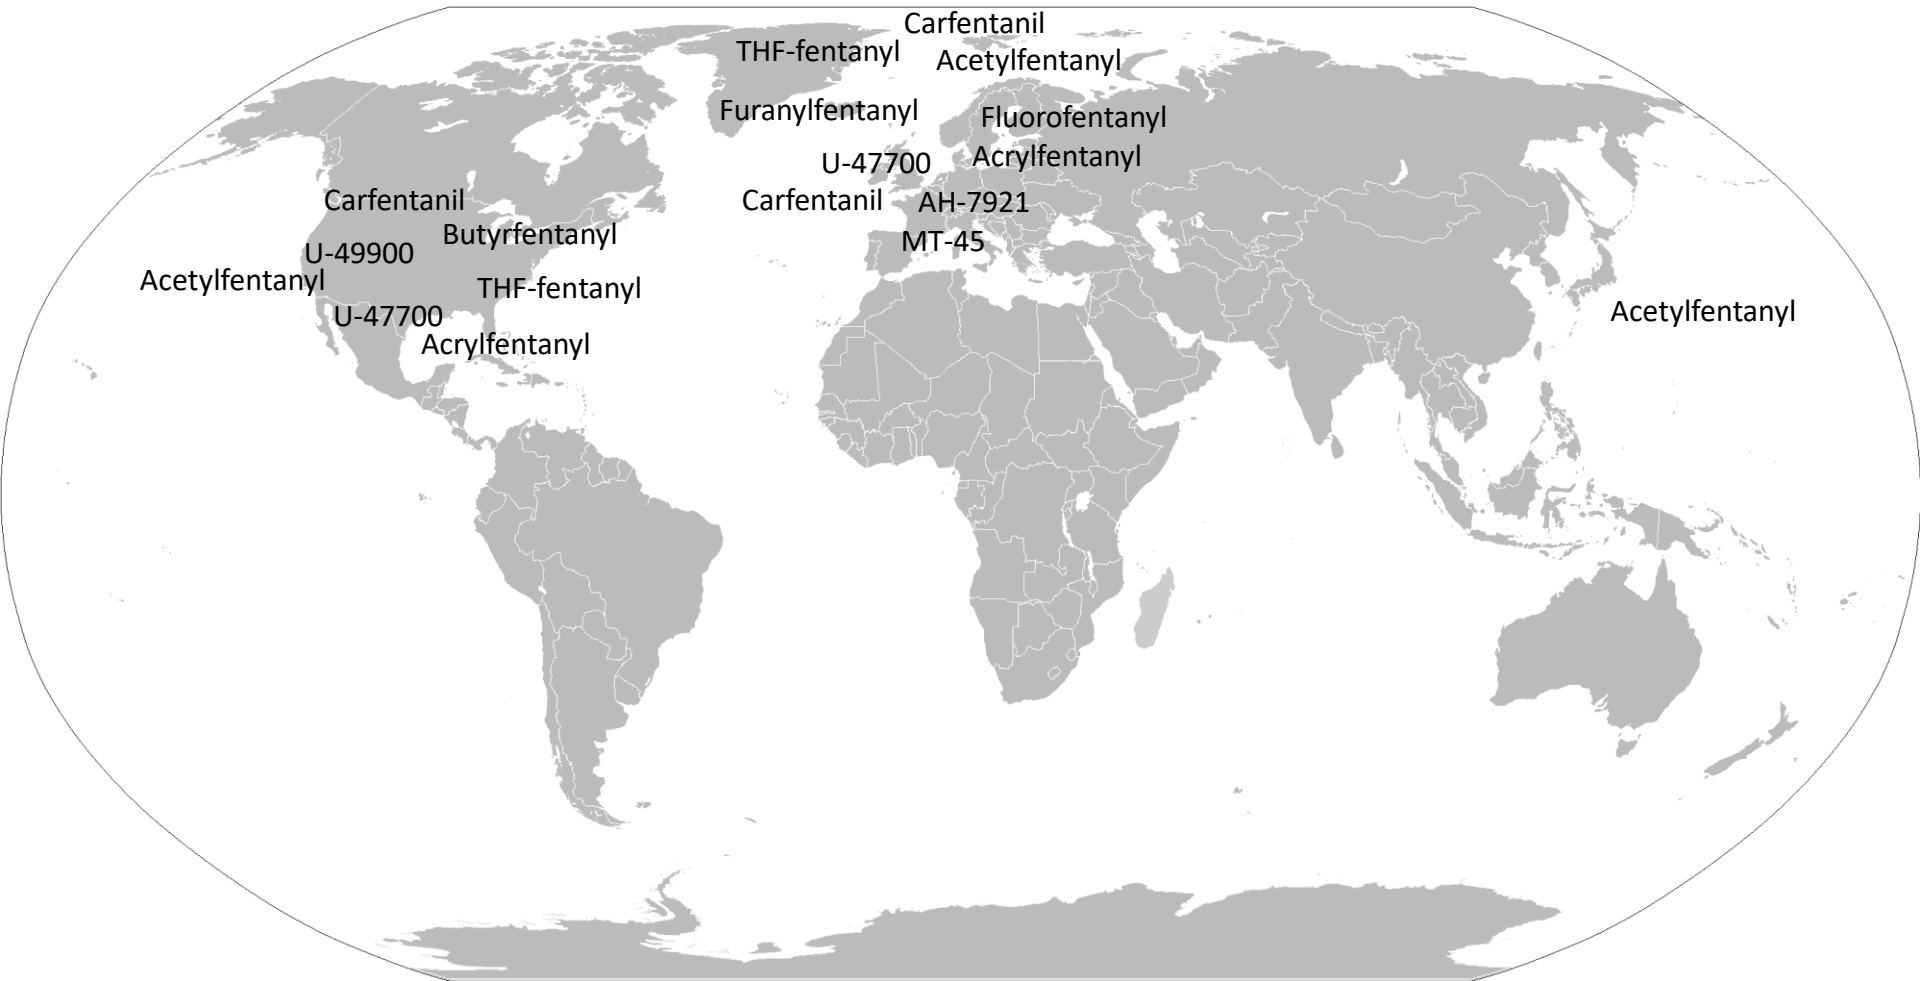 Carfentanil
THF-fentanyl
Acetylfentanyl
Furanylfentanyl
Fluorofentanyl
Acrylfentanyl
U-47700
Carfentanil
AH-7921
MT-45
Carfentanil
Butyrfentanyl
U-49900
Acetylfentanyl
THF-fentanyl
U-47700
Acrylfentanyl
Acetylfentanyl